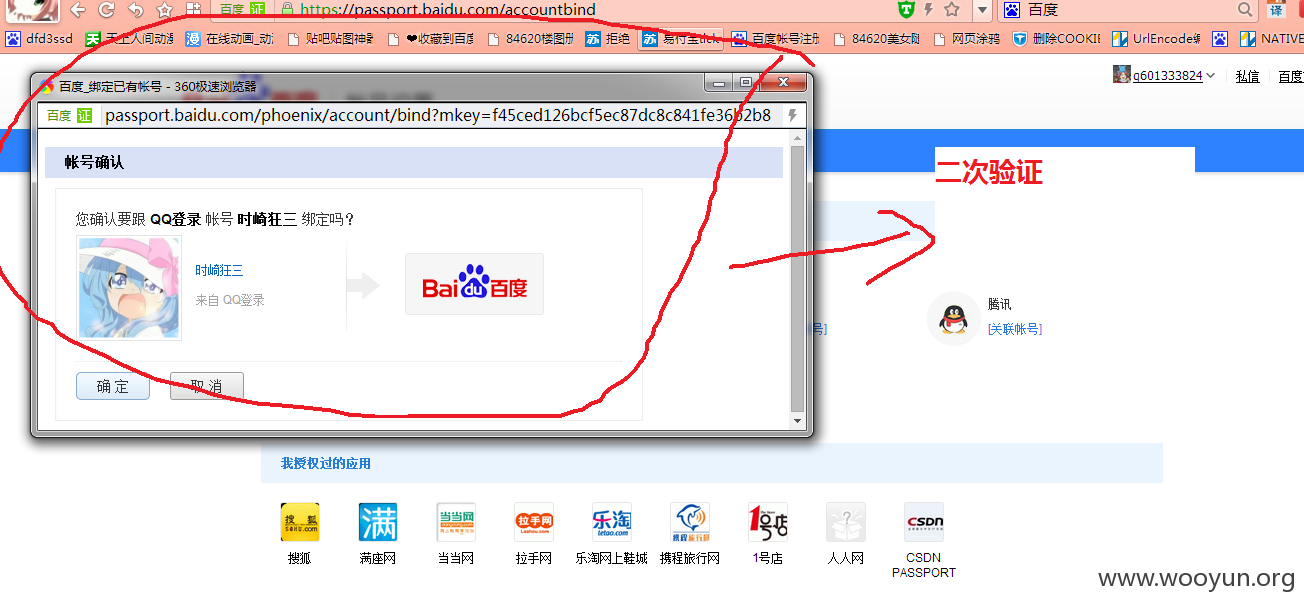 百度 证 https://passport.baidu.com/accountbind 百度 译
dfd3ssd 天上人间动漫 在线动画_动漫 贴吧贴图神器 ❤收藏到百度 84620楼图册 拒绝 易付宝tick 百度帐号注册 84620美女购 网页涂鸦 删除COOKIE UrlEncode编 NATIVE
q601333824 私信 百度
百度_绑定已有帐号 - 360极速浏览器
百度 证 passport.baidu.com/phoenix/account/bind?mkey=f45ced126bcf5ec87dc8c841fe36b2b8
帐号确认
二次验证
您确认要跟 QQ登录 帐号 时崎狂三 绑定吗？
时崎狂三
来自 QQ登录
Bai du 百度
腾讯
号]
[关联帐号]
确 定
取 消
我授权过的应用
搜狐
满座网
当当网
拉手网
乐淘网上鞋城
携程旅行网
1号店
人人网
CSDN PASSPORT
www.wooyun.org